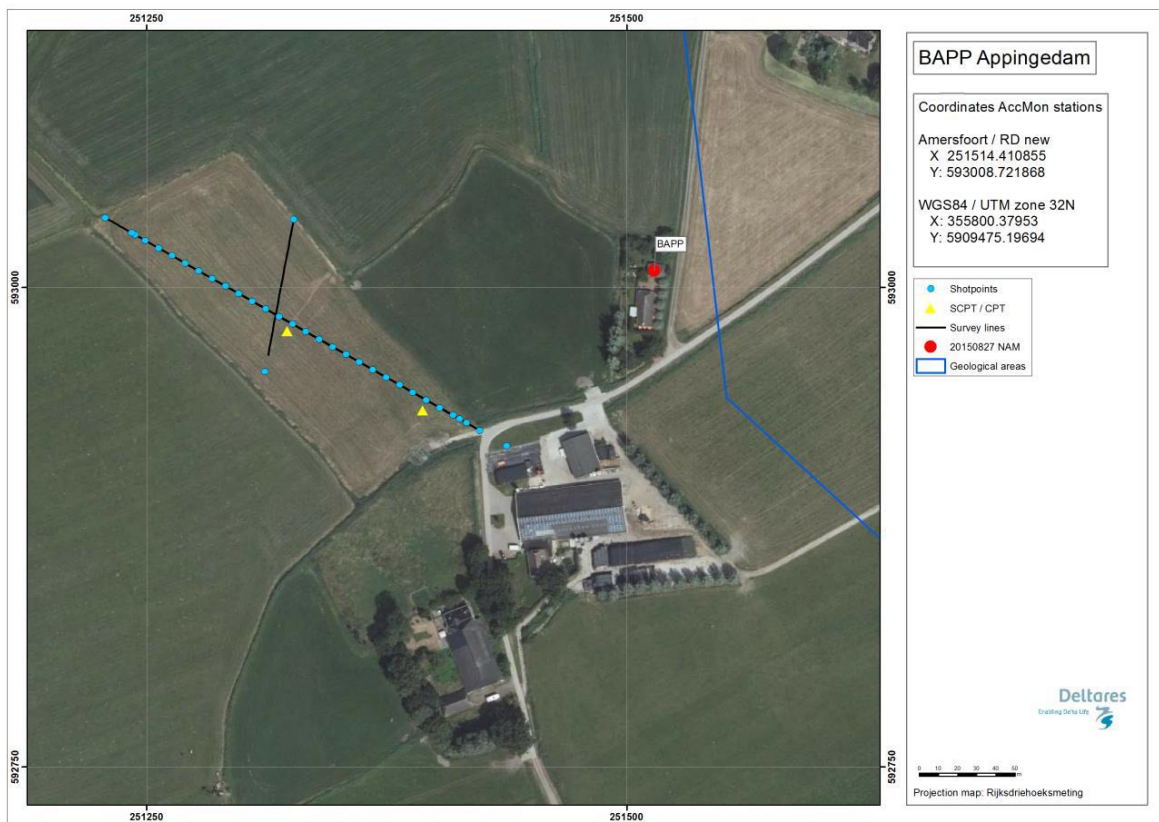 251250
251500
593000
592750
BAPP
593000
592750
251250
251500
BAPP Appingedam
Coordinates AccMon stations
Amersfoort / RD new
X 251514.410855
Y: 593008.721868
WGS84 / UTM zone 32N
X: 355800.37953
Y: 5909475.19694
Shotpoints
SCPT / CPT
Survey lines
20150827 NAM
Geological areas
Deltares
Enabling Delta Life
0 10 20 30 40 50
m
Projection map: Rijksdriehoeksmeting